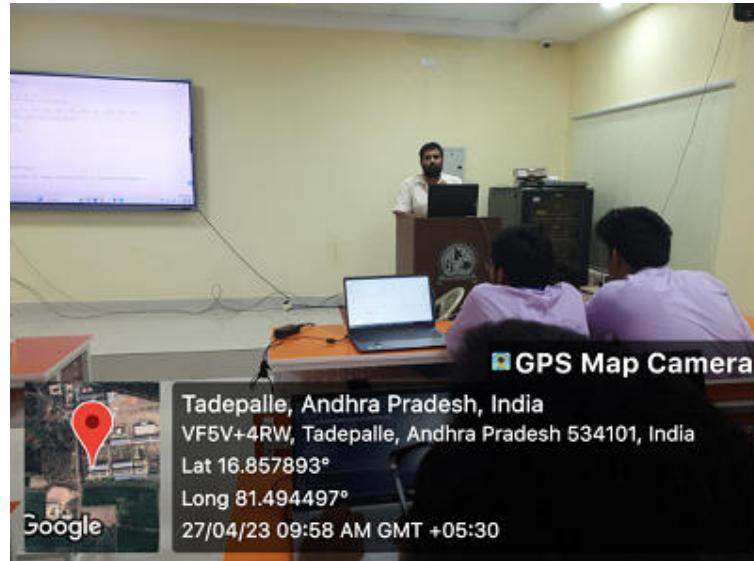 GPS Map Camera
Tadepalle, Andhra Pradesh, India
VF5V+4RW, Tadepalle, Andhra Pradesh 534101, India
Lat 16.857893°
Long 81.494497°
27/04/23 09:58 AM GMT +05:30
Google